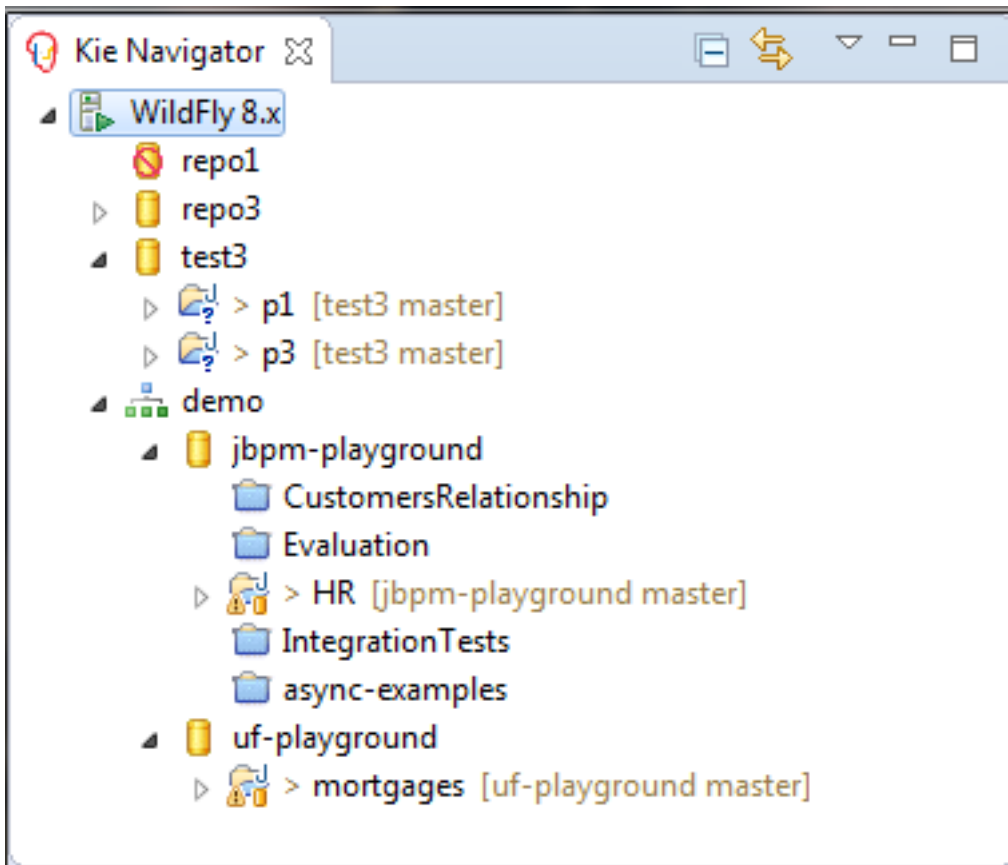 Kie Navigator
WildFly 8.x
repo1
repo3
test3
> p1 [test3 master]
> p3 [test3 master]
demo
jbpm-playground
CustomersRelationship
Evaluation
> HR [jbpm-playground master]
IntegrationTests
async-examples
uf-playground
> mortgages [uf-playground master]